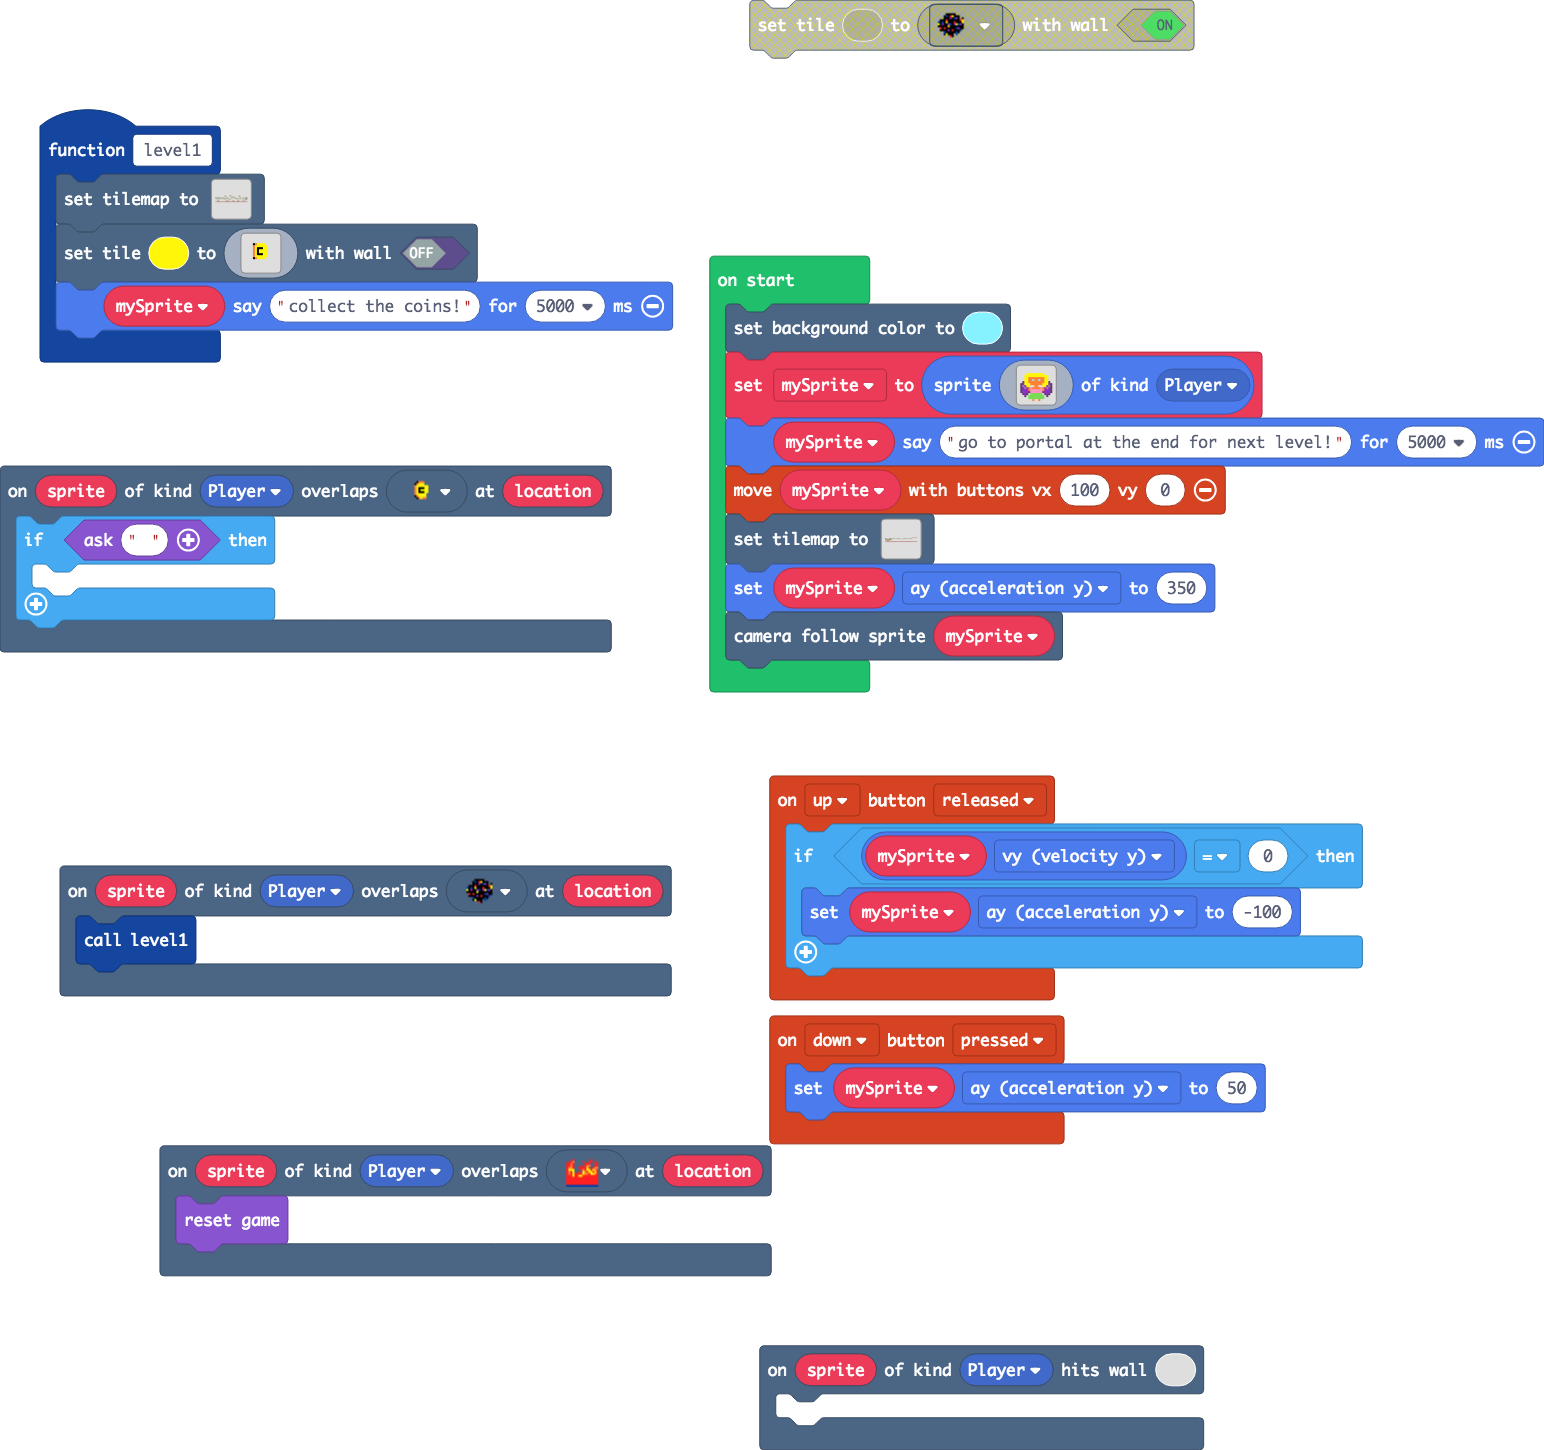 set tile to with wall ON
function level1
set tilemap to
set tile to C with wall OFF
mySprite say "collect the coins!" for 5000 ms
on start
set background color to
set mySprite to sprite of kind Player
mySprite say "go to portal at the end for next level!" for 5000 ms
move mySprite with buttons vx 100 vy 0
set tilemap to
set mySprite ay (acceleration y) to 350
camera follow sprite mySprite
on sprite of kind Player overlaps C at location
if ask " " then
on up button released
if mySprite vy (velocity y) = 0 then
set mySprite ay (acceleration y) to -100
on sprite of kind Player overlaps at location
call level1
on down button pressed
set mySprite ay (acceleration y) to 50
on sprite of kind Player overlaps at location
reset game
on sprite of kind Player hits wall